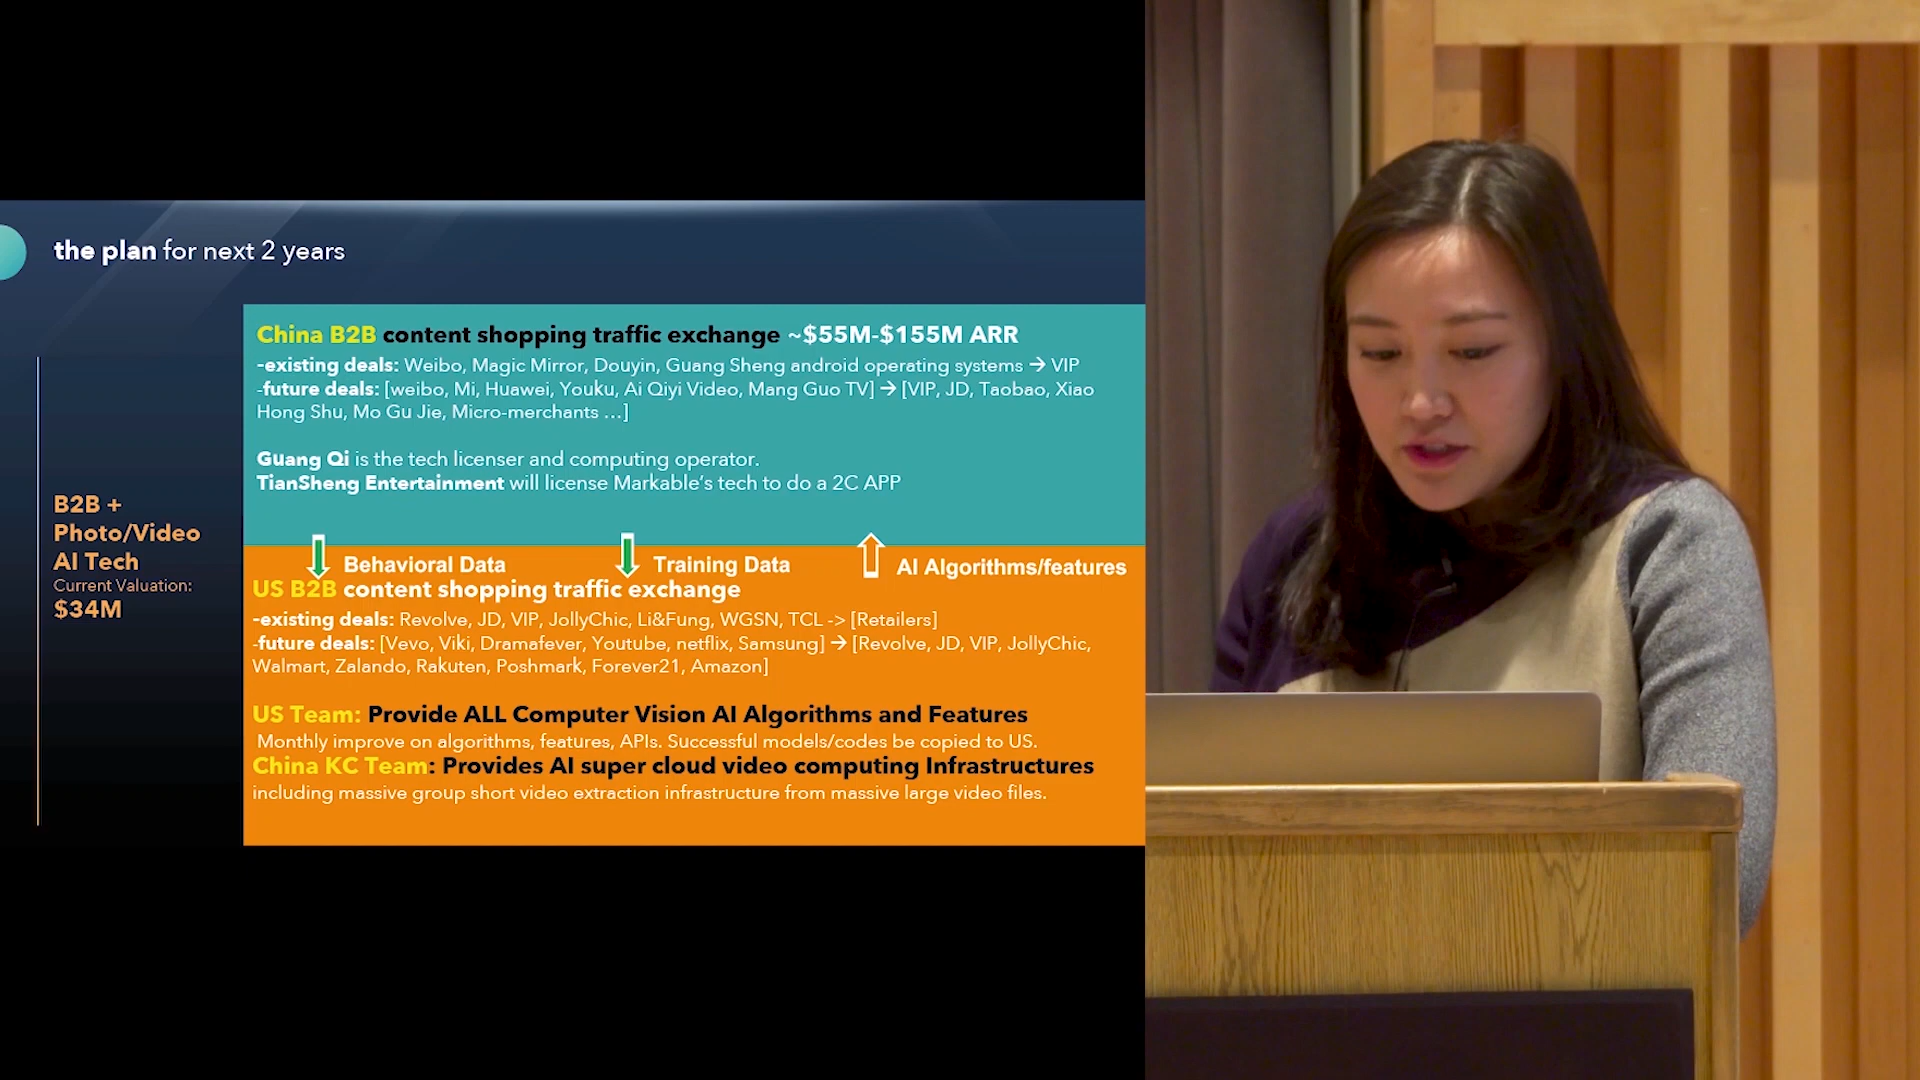 the plan for next 2 years
B2B +
Photo/Video
AI Tech
Current Valuation:
$34M
China B2B content shopping traffic exchange ~$55M-$155M ARR
-existing deals: Weibo, Magic Mirror, Douyin, Guang Sheng android operating systems → VIP
-future deals: [weibo, Mi, Huawei, Youku, Ai Qiyi Video, Mang Guo TV] → [VIP, JD, Taobao, Xiao
Hong Shu, Mo Gu Jie, Micro-merchants …]
Guang Qi is the tech licenser and computing operator.
TianSheng Entertainment will license Markable’s tech to do a 2C APP
Behavioral Data
Training Data
AI Algorithms/features
US B2B content shopping traffic exchange
-existing deals: Revolve, JD, VIP, JollyChic, Li&Fung, WGSN, TCL -> [Retailers]
-future deals: [Vevo, Viki, Dramafever, Youtube, netflix, Samsung] → [Revolve, JD, VIP, JollyChic,
Walmart, Zalando, Rakuten, Poshmark, Forever21, Amazon]
US Team: Provide ALL Computer Vision AI Algorithms and Features
Monthly improve on algorithms, features, APIs. Successful models/codes be copied to US.
China KC Team: Provides AI super cloud video computing Infrastructures
including massive group short video extraction infrastructure from massive large video files.